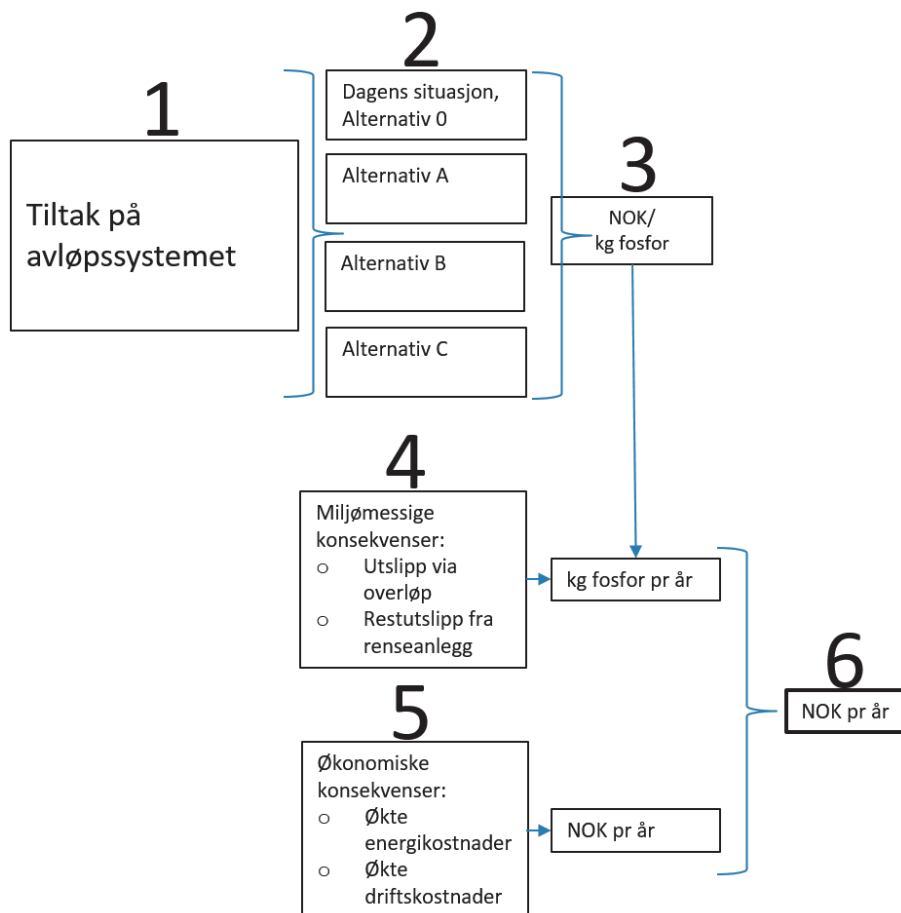 1
Tiltak på
avløpssystemet
2
Dagens situasjon,
Alternativ 0
Alternativ A
Alternativ B
Alternativ C
3
NOK/
kg fosfor
4
Miljømessige
konsekvenser:
o Utslipp via
overløp
o Restutslipp fra
renseanlegg
kg fosfor pr år
5
Økonomiske
konsekvenser:
o Økte
energikostnader
o Økte
driftskostnader
NOK pr år
6
NOK pr år